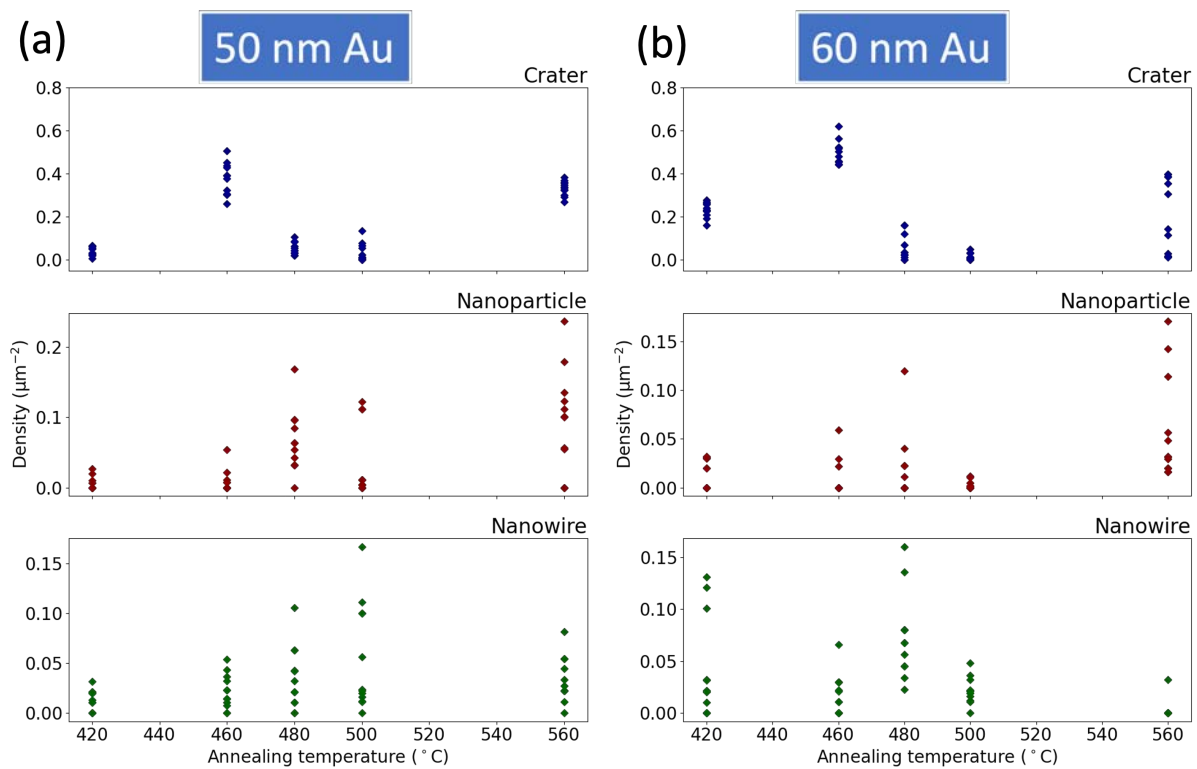 (a)
50 nm Au
Crater
0.8
0.6
0.4
0.2
0.0
Nanoparticle
0.2
0.1
0.0
Density (μm⁻²)
Nanowire
0.15
0.10
0.05
0.00
420 440 460 480 500 520 540 560
Annealing temperature (°C)
(b)
60 nm Au
Crater
0.8
0.6
0.4
0.2
0.0
Nanoparticle
0.15
0.10
0.05
0.00
Density (μm⁻²)
Nanowire
0.15
0.10
0.05
0.00
420 440 460 480 500 520 540 560
Annealing temperature (°C)